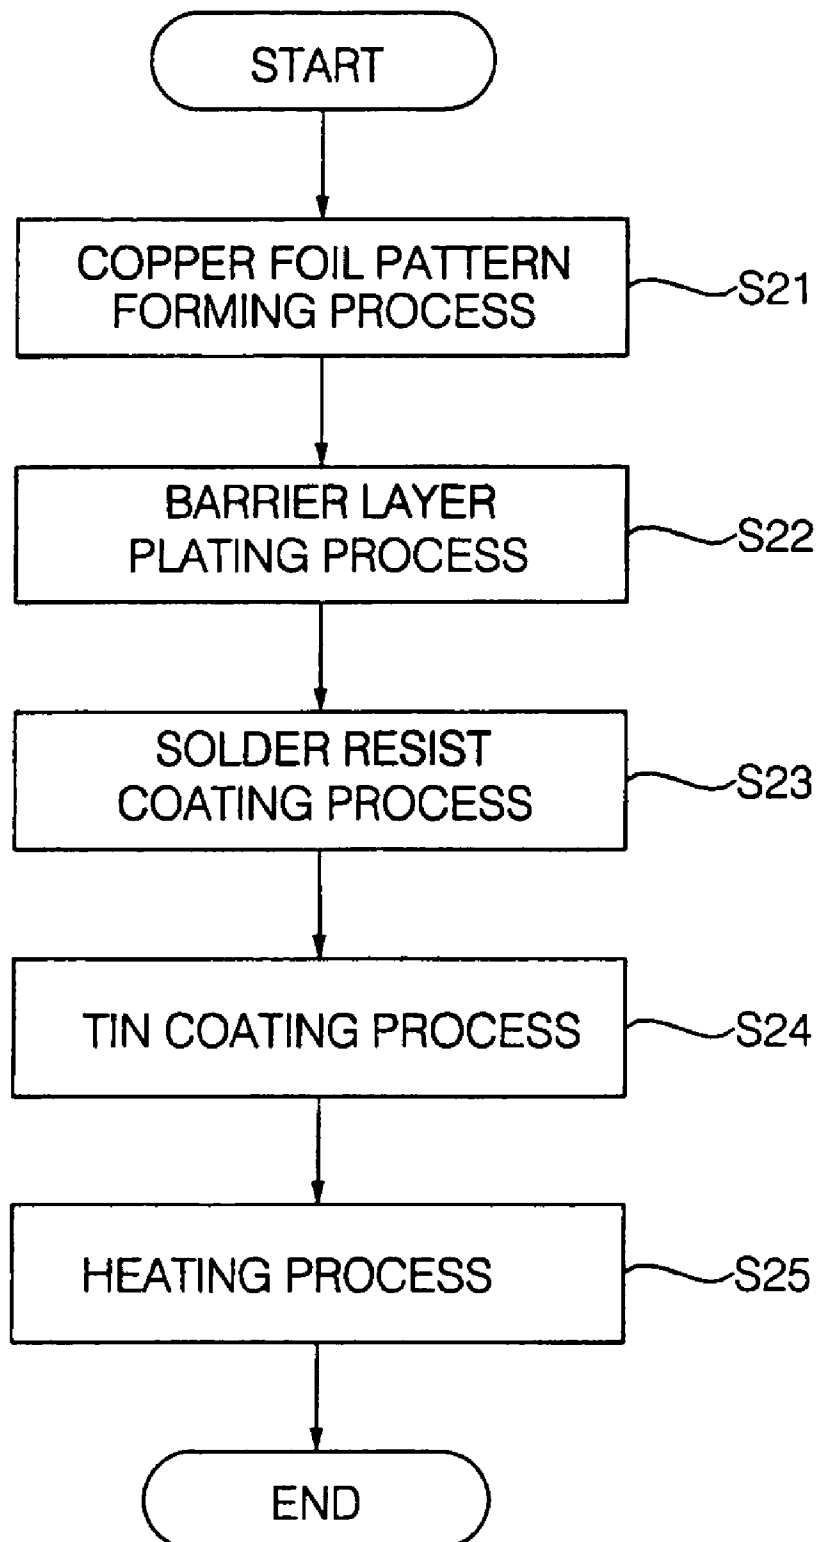 START
COPPER FOIL PATTERN
FORMING PROCESS
S21
BARRIER LAYER
PLATING PROCESS
S22
SOLDER RESIST
COATING PROCESS
S23
TIN COATING PROCESS
S24
HEATING PROCESS
S25
END